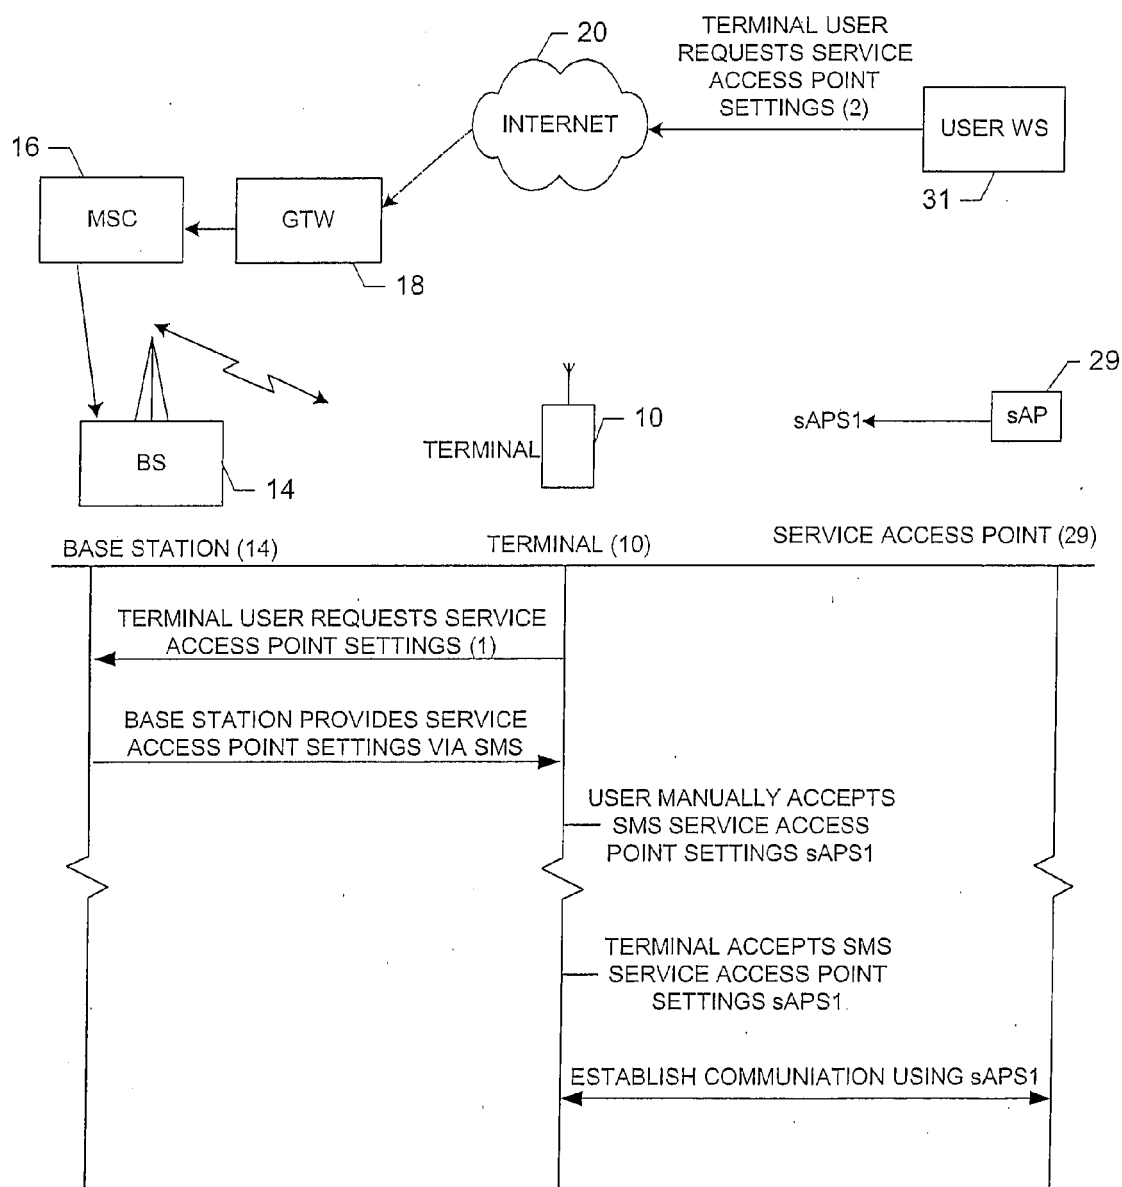 20
TERMINAL USER
REQUESTS SERVICE
ACCESS POINT
SETTINGS (2)
INTERNET
USER WS
31
16
MSC
GTW
18
29
sAP
sAPS1
10
TERMINAL
BS
14
BASE STATION (14)
TERMINAL (10)
SERVICE ACCESS POINT (29)
TERMINAL USER REQUESTS SERVICE
ACCESS POINT SETTINGS (1)
BASE STATION PROVIDES SERVICE
ACCESS POINT SETTINGS VIA SMS
USER MANUALLY ACCEPTS
SMS SERVICE ACCESS
POINT SETTINGS sAPS1
TERMINAL ACCEPTS SMS
SERVICE ACCESS POINT
SETTINGS sAPS1
ESTABLISH COMMUNIATION USING sAPS1